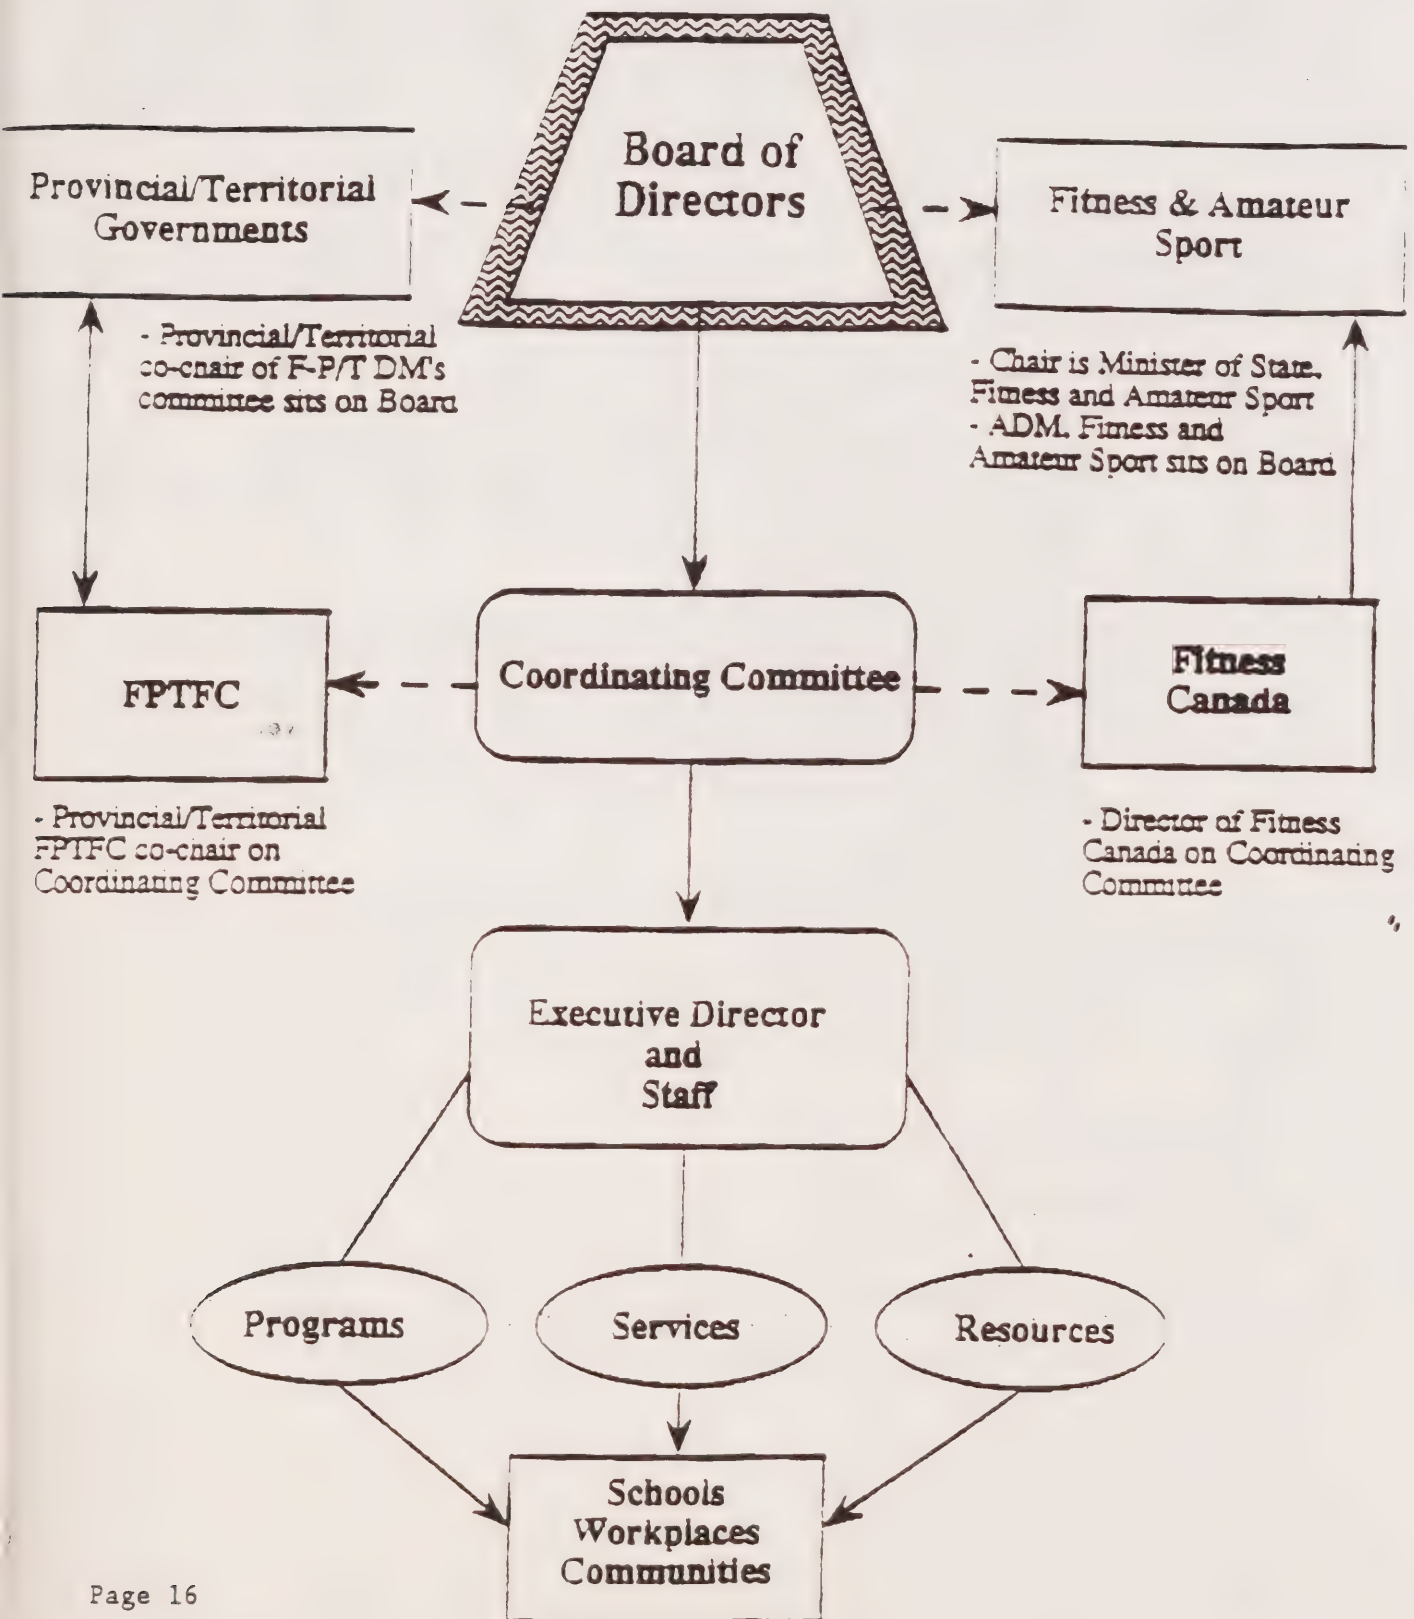 Board of
Directors
Provincial/Territorial
Governments
Fitness & Amateur
Sport
- Provincial/Territorial
co-chair of F-P/T DM's
committee sits on Board
- Chair is Minister of State,
Fitness and Amateur Sport
- ADM, Fitness and
Amateur Sport sits on Board
FPTFC
Coordinating Committee
Fitness
Canada
- Provincial/Territorial
FPTFC co-chair on
Coordinating Committee
- Director of Fitness
Canada on Coordinating
Committee
Executive Director
and
Staff
Programs
Services
Resources
Schools
Workplaces
Communities
Page 16